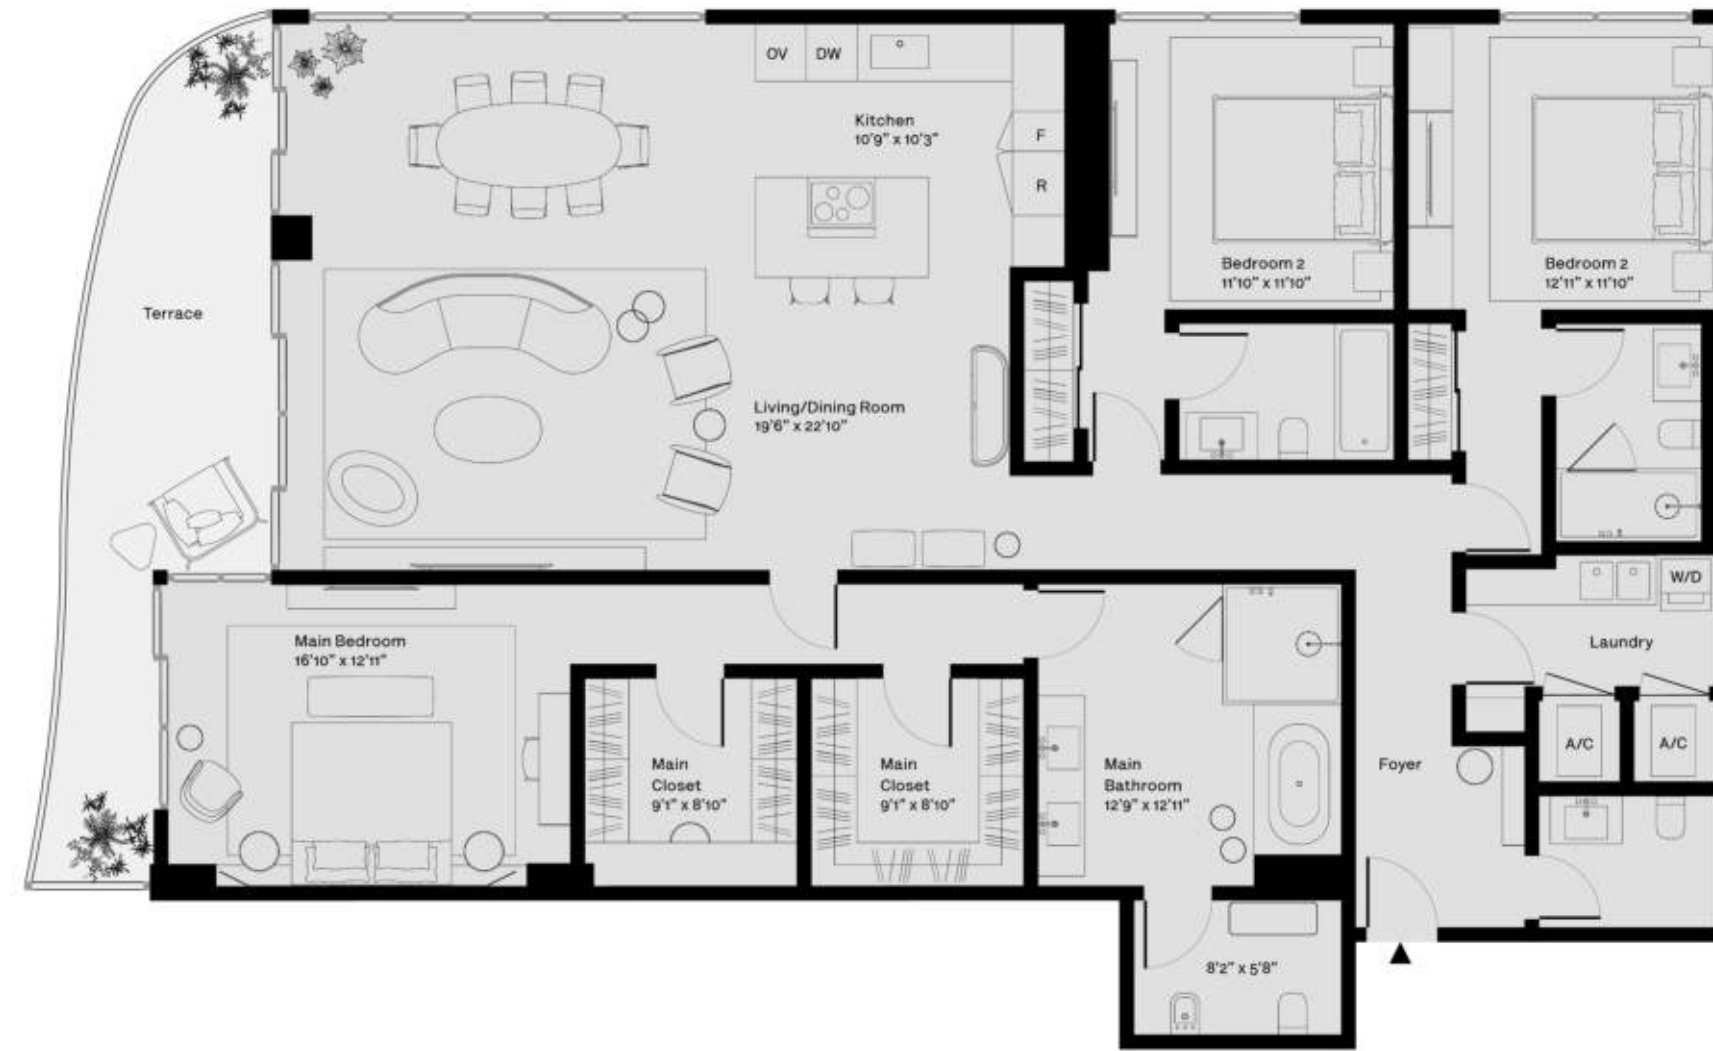 OV
DW
Kitchen
10'9" x 10'3"
F
R
Bedroom 2
11'10" x 11'10"
Bedroom 2
12'11" x 11'10"
Terrace
Living/Dining Room
19'6" x 22'10"
W/D
Laundry
Main Bedroom
16'10" x 12'11"
Main
Closet
9'1" x 8'10"
Main
Closet
9'1" x 8'10"
Main
Bathroom
12'9" x 12'11"
Foyer
A/C
A/C
8'2" x 5'8"